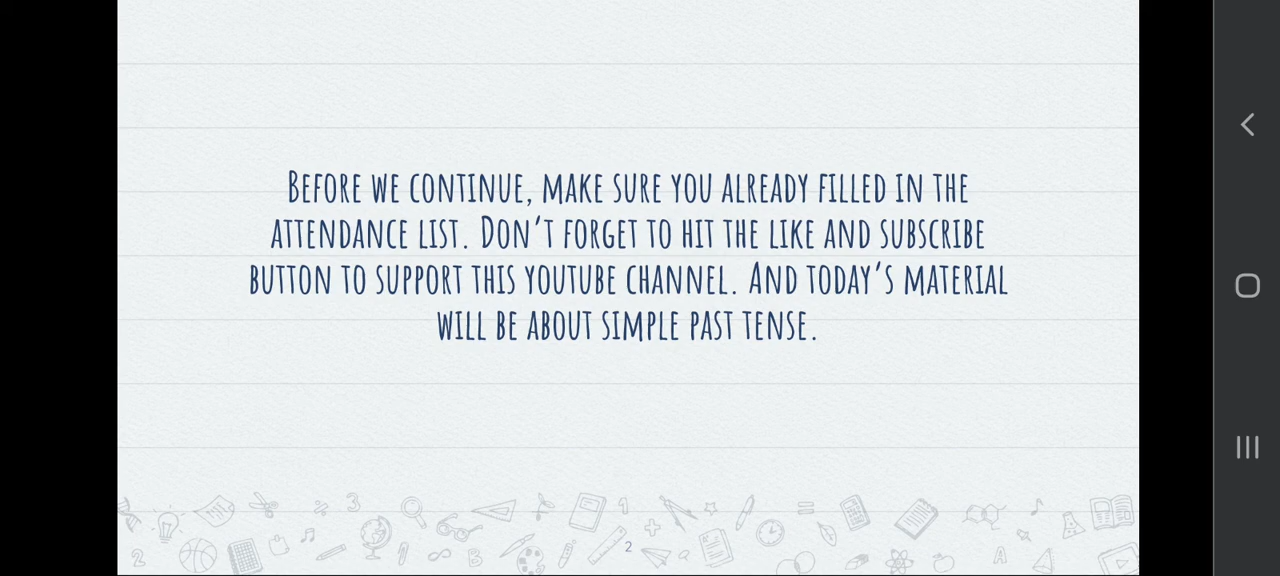 Before we continue, make sure you already filled in the
attendance list. Don't forget to hit the like and subscribe
button to support this youtube channel. And today's material
will be about simple past tense.
2